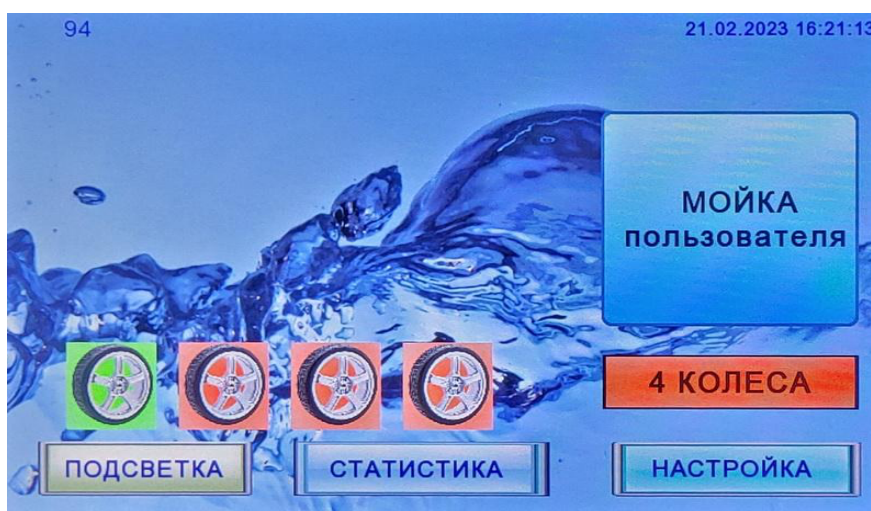 94
21.02.2023 16:21:13
МОЙКА
пользователя
4 КОЛЕСА
ПОДСВЕТКА
СТАТИСТИКА
НАСТРОЙКА